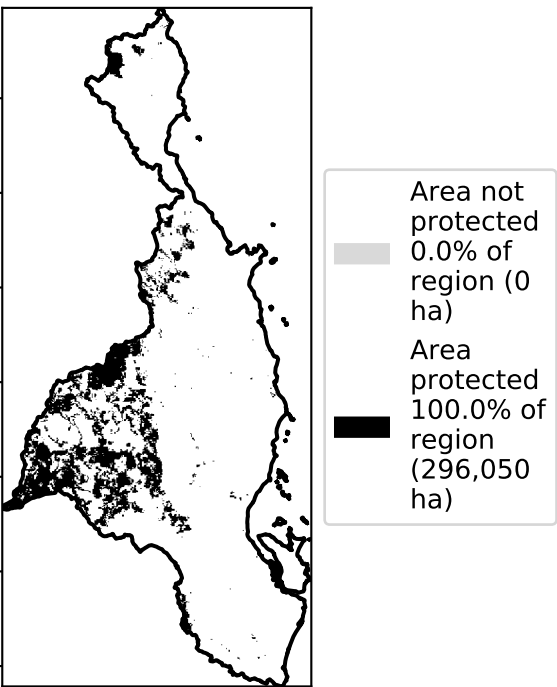 Area not
protected
0.0% of
region (0
ha)
Area
protected
100.0% of
region
(296,050
ha)